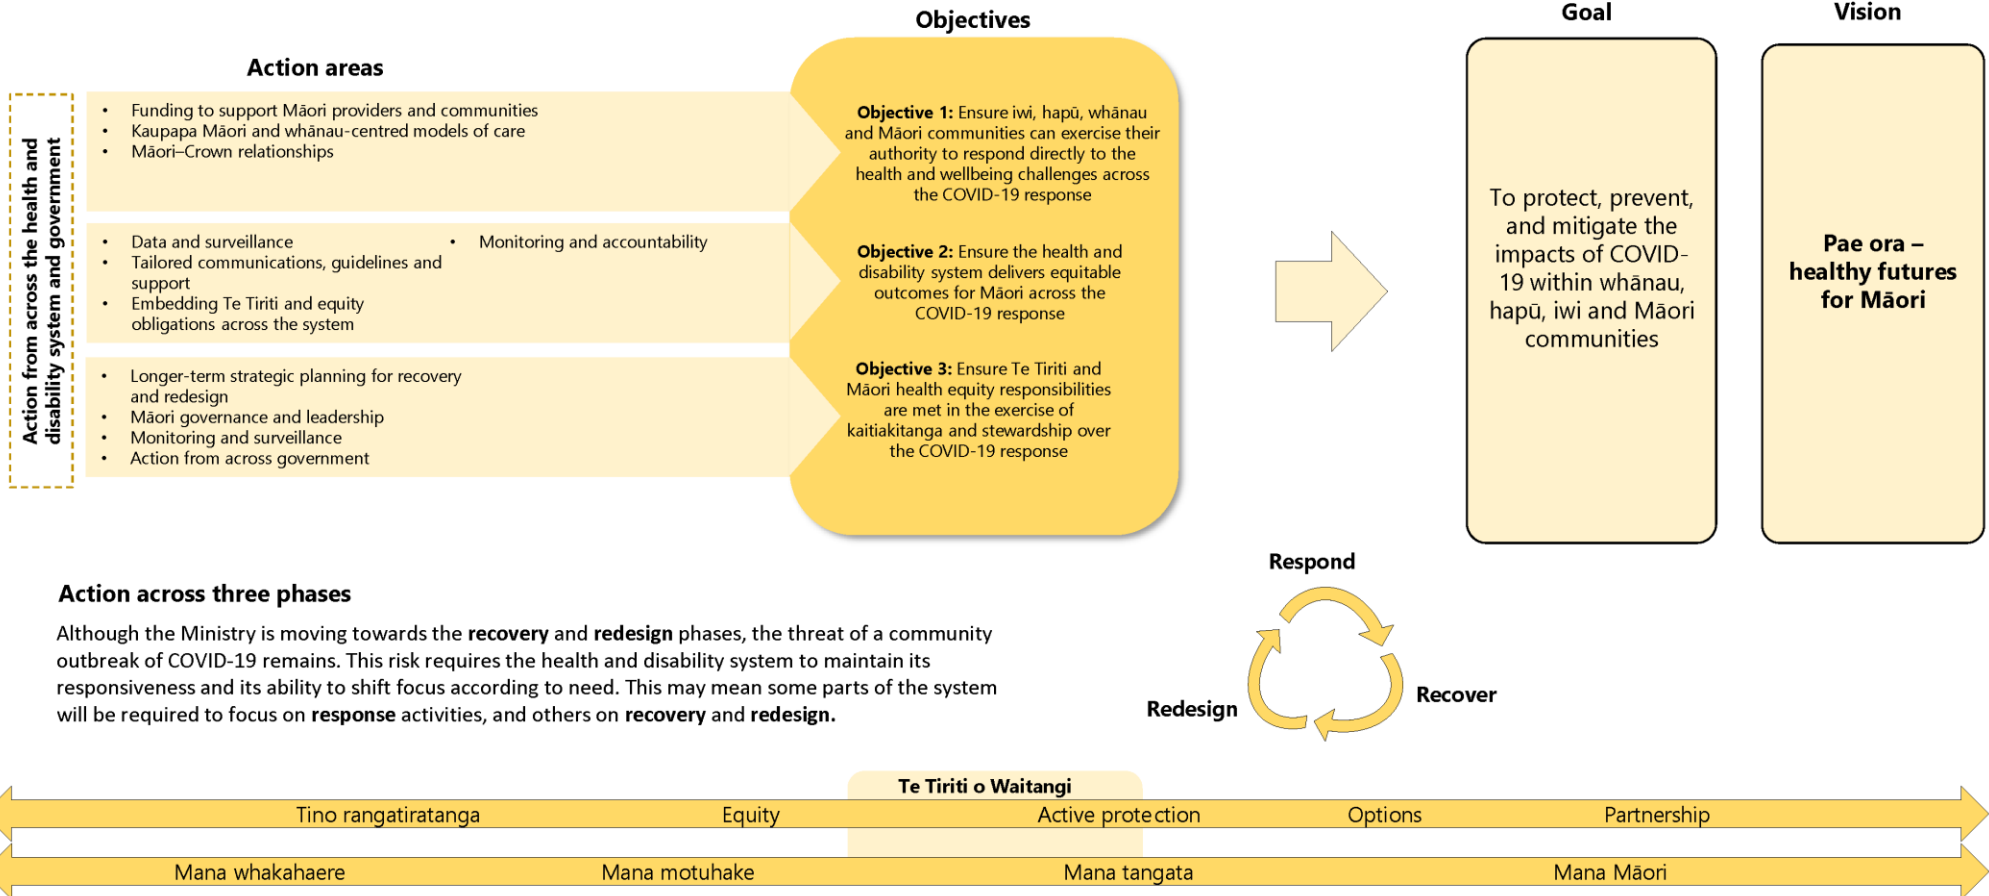 Objectives
Goal
Vision
Action areas
Action from across the health and
disability system and government
• Funding to support Māori providers and communities
• Kaupapa Māori and whānau-centred models of care
• Māori–Crown relationships
• Data and surveillance
• Tailored communications, guidelines and
support
• Embedding Te Tiriti and equity
obligations across the system
• Monitoring and accountability
• Longer-term strategic planning for recovery
and redesign
• Māori governance and leadership
• Monitoring and surveillance
• Action from across government
Objective 1: Ensure iwi, hapū, whānau
and Māori communities can exercise their
authority to respond directly to the
health and wellbeing challenges across
the COVID-19 response
Objective 2: Ensure the health and
disability system delivers equitable
outcomes for Māori across the
COVID-19 response
Objective 3: Ensure Te Tiriti and
Māori health equity responsibilities
are met in the exercise of
kaitiakitanga and stewardship over
the COVID-19 response
To protect, prevent,
and mitigate the
impacts of COVID-
19 within whānau,
hapū, iwi and Māori
communities
Pae ora –
healthy futures
for Māori
Action across three phases
Although the Ministry is moving towards the recovery and redesign phases, the threat of a community
outbreak of COVID-19 remains. This risk requires the health and disability system to maintain its
responsiveness and its ability to shift focus according to need. This may mean some parts of the system
will be required to focus on response activities, and others on recovery and redesign.
Respond
Recover
Redesign
Te Tiriti o Waitangi
Tino rangatiratanga Equity Active protection Options Partnership
Mana whakahaere Mana motuhake Mana tangata Mana Māori